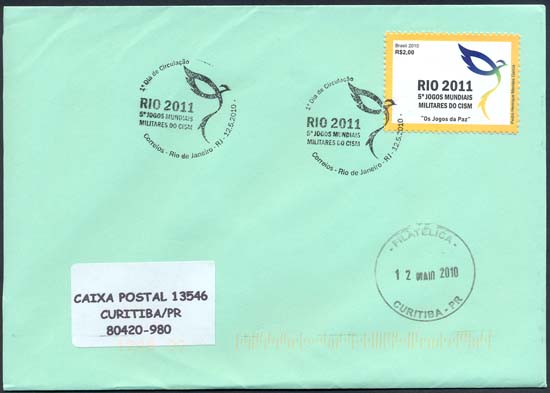 Brasil 2010
R$2,00
RIO 2011
5º JOGOS MUNDIAIS
MILITARES DO CISM
"Os Jogos da Paz"
1º Dia de Circulação
RIO 2011
5º JOGOS MUNDIAIS
MILITARES DO CISM
Correios - Rio de Janeiro - RJ - 12.5.2010 -
1º Dia de Circulação
RIO 2011
5º JOGOS MUNDIAIS
MILITARES DO CISM
Correios - Rio de Janeiro - RJ - 12.5.2010 -
- FILATÉLICA -
12 MAIO 2010
CURITIBA - PR
CAIXA POSTAL 13546
CURITIBA/PR
80420-980